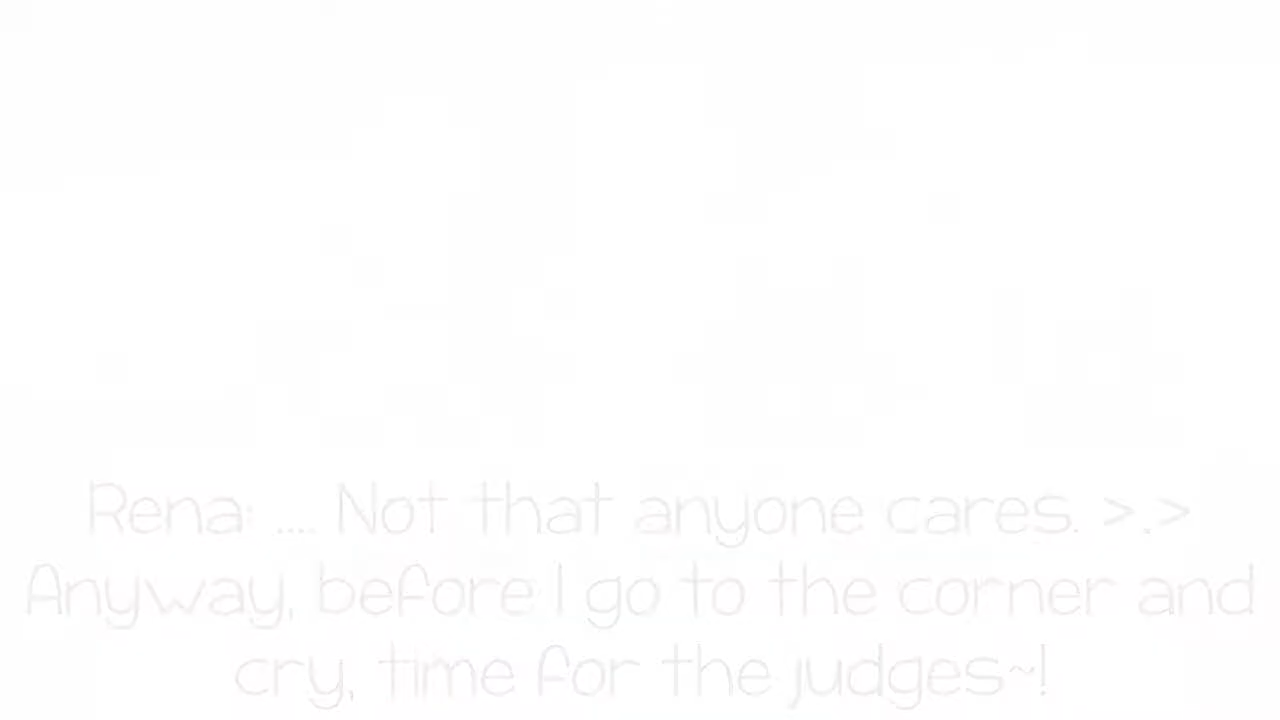 Rena: .... Not that anyone cares. >.>
Anyway, before I go to the corner and
cry, time for the judges~!